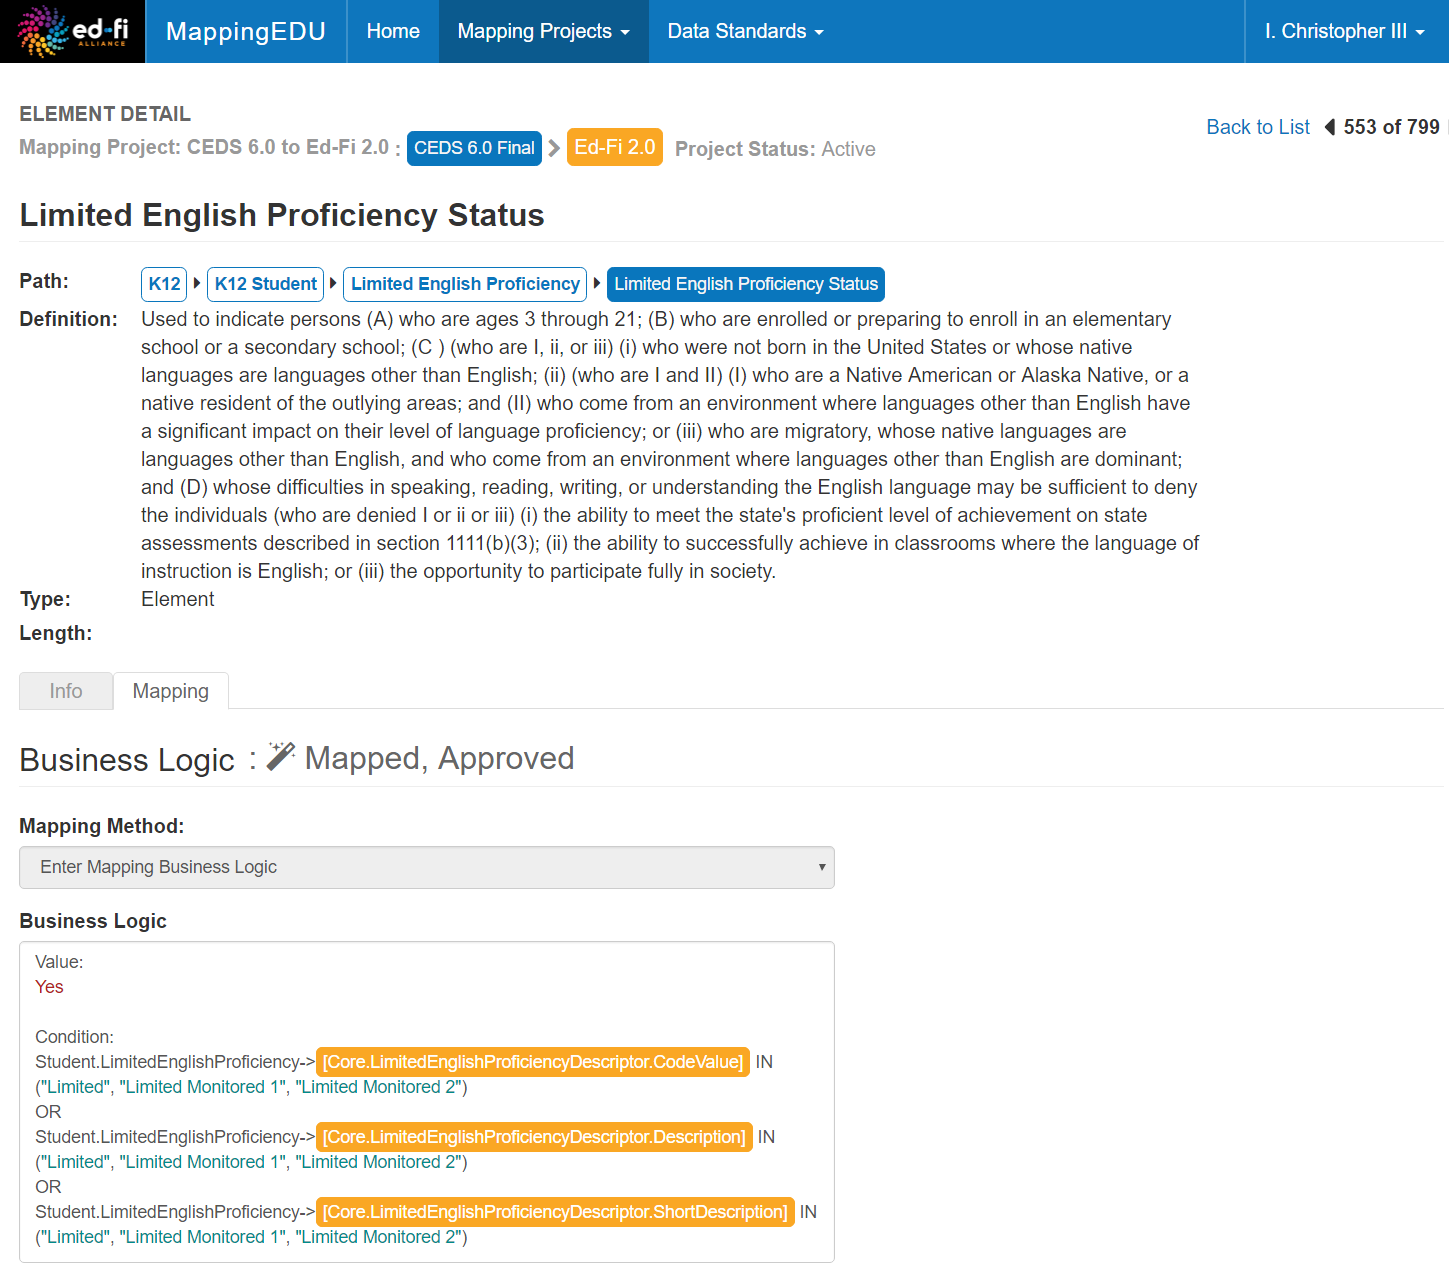 ed-fi
ALLIANCE
MappingEDU
Home
Mapping Projects
Data Standards
I. Christopher III
ELEMENT DETAIL
Mapping Project: CEDS 6.0 to Ed-Fi 2.0 : CEDS 6.0 Final Ed-Fi 2.0 Project Status: Active
Back to List 553 of 799
Limited English Proficiency Status
Path: K12 K12 Student Limited English Proficiency Limited English Proficiency Status
Definition: Used to indicate persons (A) who are ages 3 through 21; (B) who are enrolled or preparing to enroll in an elementary
school or a secondary school; (C ) (who are I, ii, or iii) (i) who were not born in the United States or whose native
languages are languages other than English; (ii) (who are I and II) (I) who are a Native American or Alaska Native, or a
native resident of the outlying areas; and (II) who come from an environment where languages other than English have
a significant impact on their level of language proficiency; or (iii) who are migratory, whose native languages are
languages other than English, and who come from an environment where languages other than English are dominant;
and (D) whose difficulties in speaking, reading, writing, or understanding the English language may be sufficient to deny
the individuals (who are denied I or ii or iii) (i) the ability to meet the state's proficient level of achievement on state
assessments described in section 1111(b)(3); (ii) the ability to successfully achieve in classrooms where the language of
instruction is English; or (iii) the opportunity to participate fully in society.
Type: Element
Length:
Info
Mapping
Business Logic : Mapped, Approved
Mapping Method:
Enter Mapping Business Logic
Business Logic
Value:
Yes
Condition:
Student.LimitedEnglishProficiency->[Core.LimitedEnglishProficiencyDescriptor.CodeValue] IN
("Limited", "Limited Monitored 1", "Limited Monitored 2")
OR
Student.LimitedEnglishProficiency->[Core.LimitedEnglishProficiencyDescriptor.Description] IN
("Limited", "Limited Monitored 1", "Limited Monitored 2")
OR
Student.LimitedEnglishProficiency->[Core.LimitedEnglishProficiencyDescriptor.ShortDescription] IN
("Limited", "Limited Monitored 1", "Limited Monitored 2")